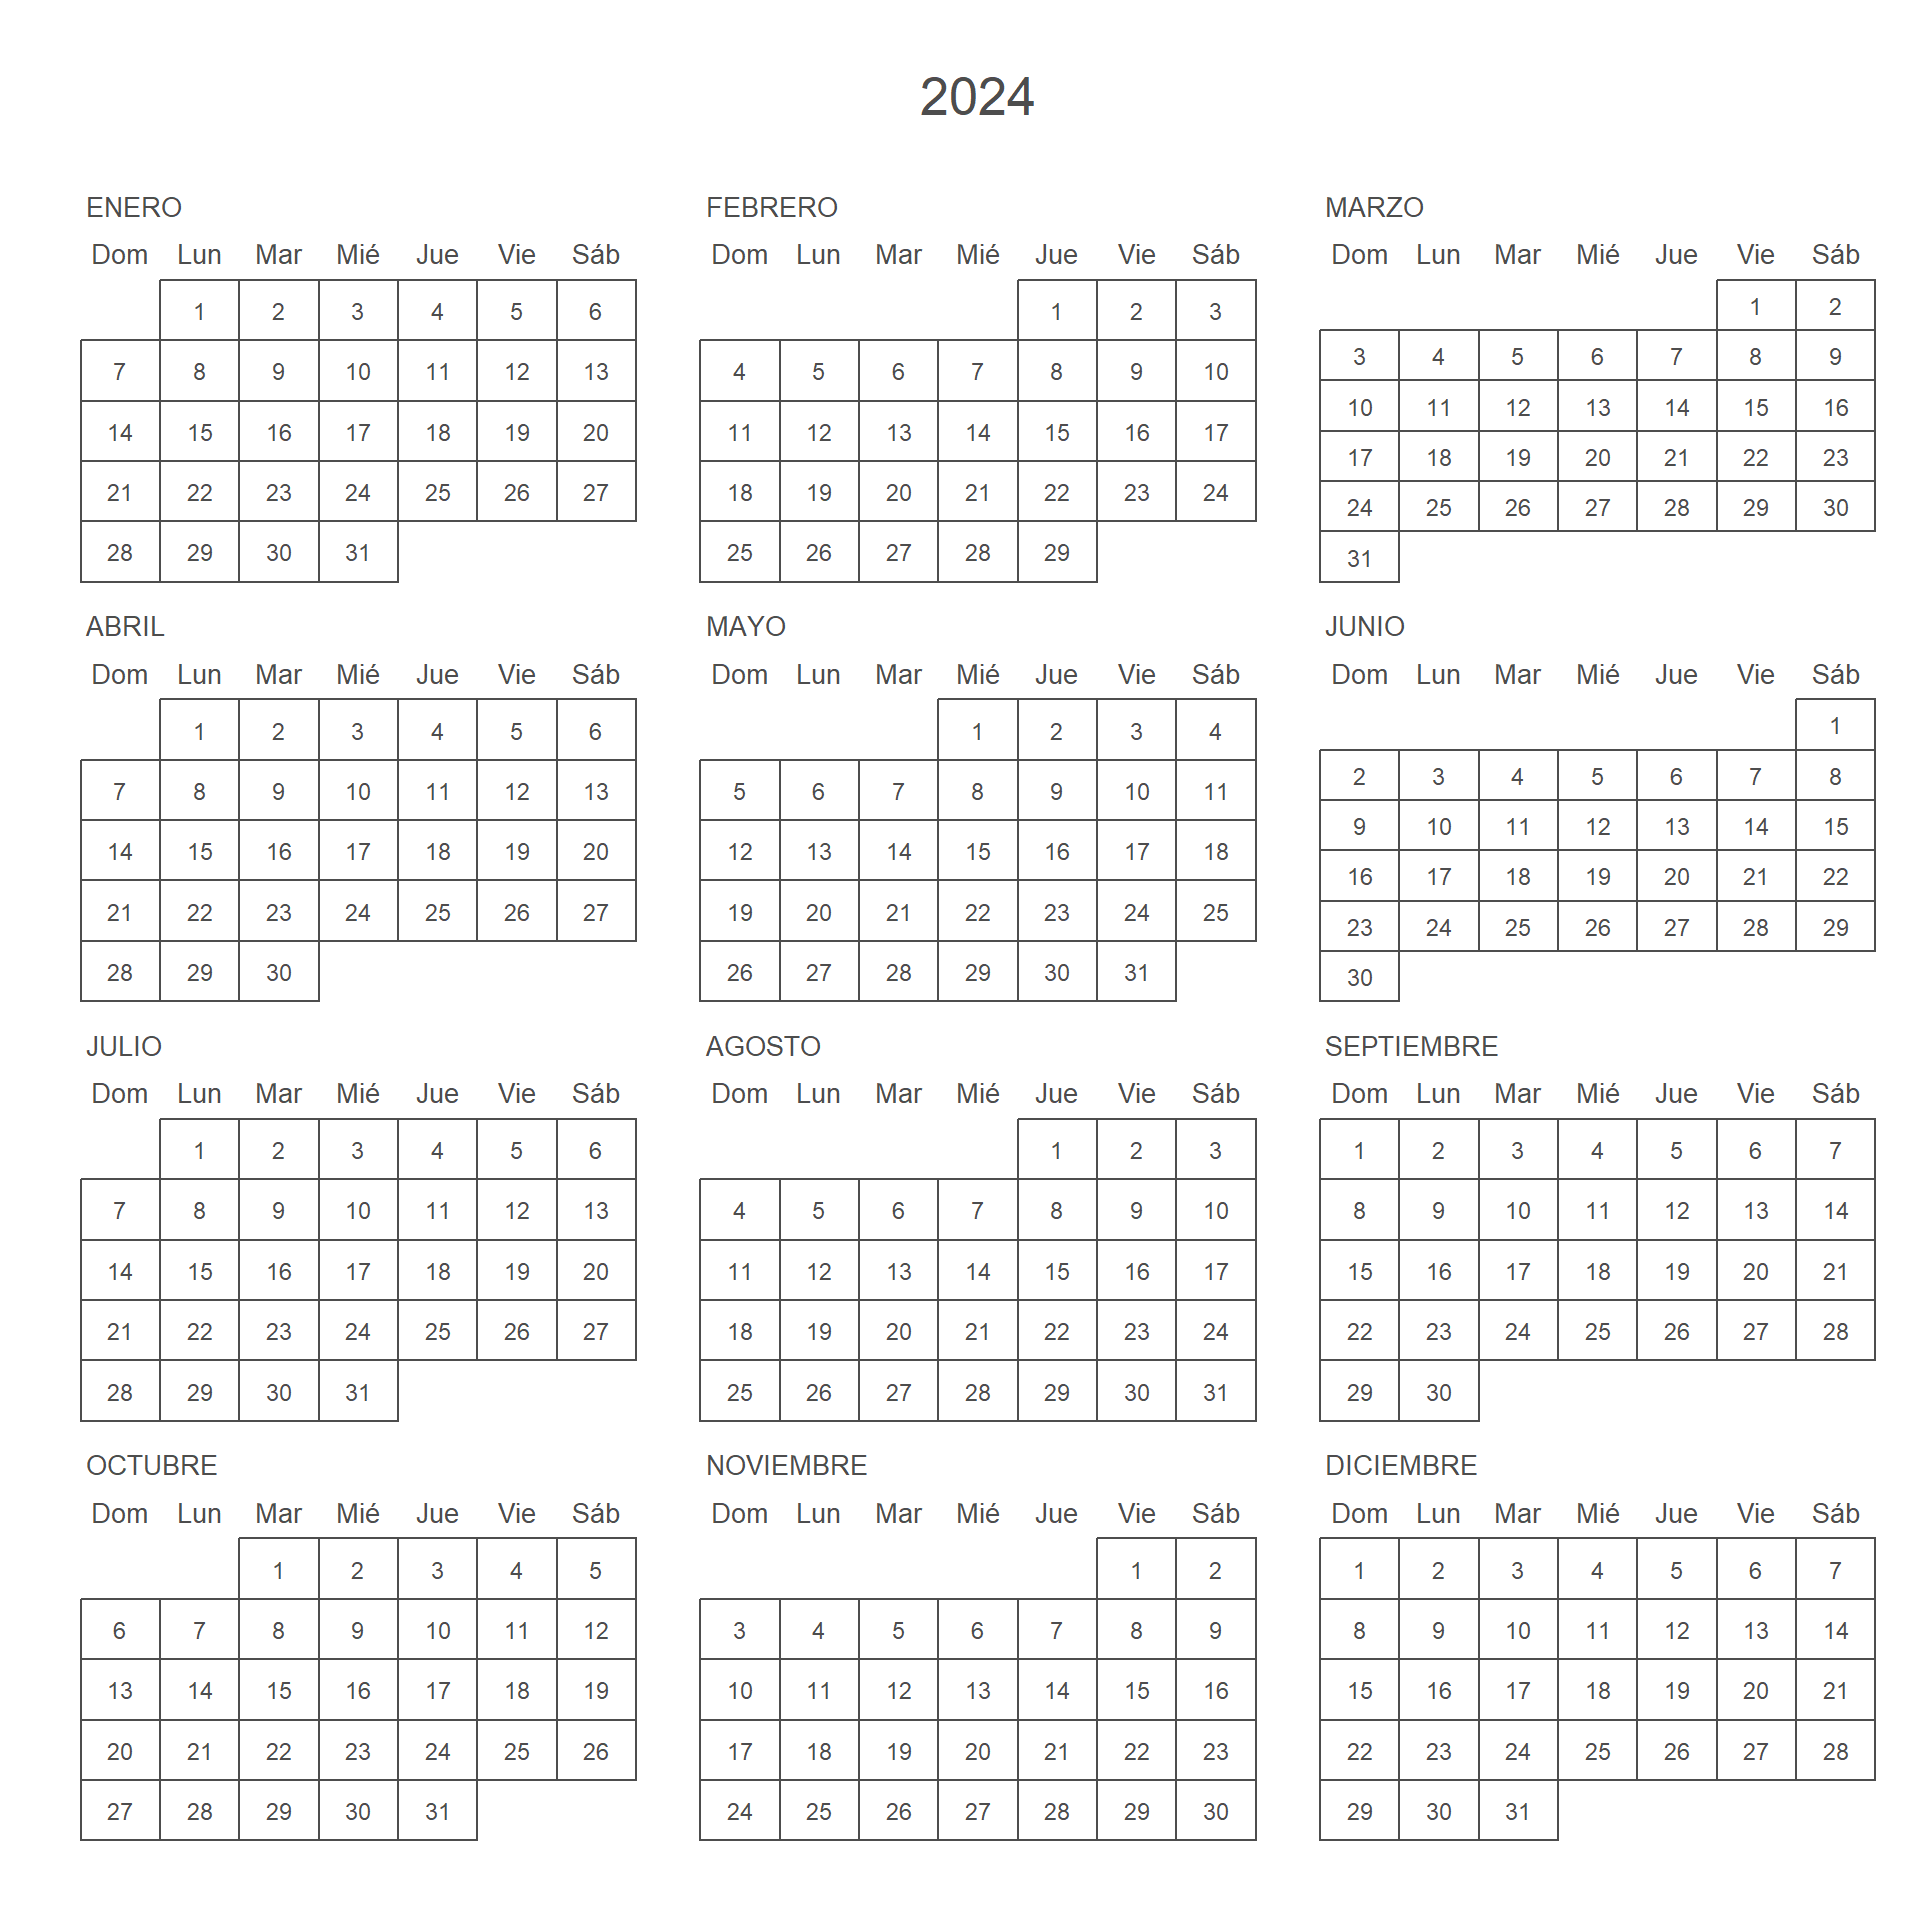 2024
ENERO
Dom Lun Mar Mié Jue Vie Sáb
1 2 3 4 5 6
7 8 9 10 11 12 13
14 15 16 17 18 19 20
21 22 23 24 25 26 27
28 29 30 31
FEBRERO
Dom Lun Mar Mié Jue Vie Sáb
1 2 3
4 5 6 7 8 9 10
11 12 13 14 15 16 17
18 19 20 21 22 23 24
25 26 27 28 29
MARZO
Dom Lun Mar Mié Jue Vie Sáb
1 2
3 4 5 6 7 8 9
10 11 12 13 14 15 16
17 18 19 20 21 22 23
24 25 26 27 28 29 30
31
ABRIL
Dom Lun Mar Mié Jue Vie Sáb
1 2 3 4 5 6
7 8 9 10 11 12 13
14 15 16 17 18 19 20
21 22 23 24 25 26 27
28 29 30
MAYO
Dom Lun Mar Mié Jue Vie Sáb
1 2 3 4
5 6 7 8 9 10 11
12 13 14 15 16 17 18
19 20 21 22 23 24 25
26 27 28 29 30 31
JUNIO
Dom Lun Mar Mié Jue Vie Sáb
1
2 3 4 5 6 7 8
9 10 11 12 13 14 15
16 17 18 19 20 21 22
23 24 25 26 27 28 29
30
JULIO
Dom Lun Mar Mié Jue Vie Sáb
1 2 3 4 5 6
7 8 9 10 11 12 13
14 15 16 17 18 19 20
21 22 23 24 25 26 27
28 29 30 31
AGOSTO
Dom Lun Mar Mié Jue Vie Sáb
1 2 3
4 5 6 7 8 9 10
11 12 13 14 15 16 17
18 19 20 21 22 23 24
25 26 27 28 29 30 31
SEPTIEMBRE
Dom Lun Mar Mié Jue Vie Sáb
1 2 3 4 5 6 7
8 9 10 11 12 13 14
15 16 17 18 19 20 21
22 23 24 25 26 27 28
29 30
OCTUBRE
Dom Lun Mar Mié Jue Vie Sáb
1 2 3 4 5
6 7 8 9 10 11 12
13 14 15 16 17 18 19
20 21 22 23 24 25 26
27 28 29 30 31
NOVIEMBRE
Dom Lun Mar Mié Jue Vie Sáb
1 2
3 4 5 6 7 8 9
10 11 12 13 14 15 16
17 18 19 20 21 22 23
24 25 26 27 28 29 30
DICIEMBRE
Dom Lun Mar Mié Jue Vie Sáb
1 2 3 4 5 6 7
8 9 10 11 12 13 14
15 16 17 18 19 20 21
22 23 24 25 26 27 28
29 30 31